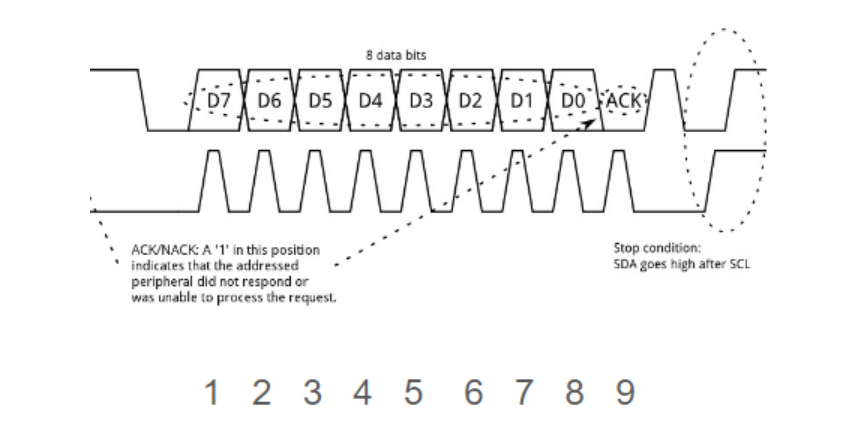 8 data bits
D7 D6 D5 D4 D3 D2 D1 D0 ACK
ACK/NACK: A '1' in this position
indicates that the addressed
peripheral did not respond or
was unable to process the request.
Stop condition:
SDA goes high after SCL
1 2 3 4 5 6 7 8 9